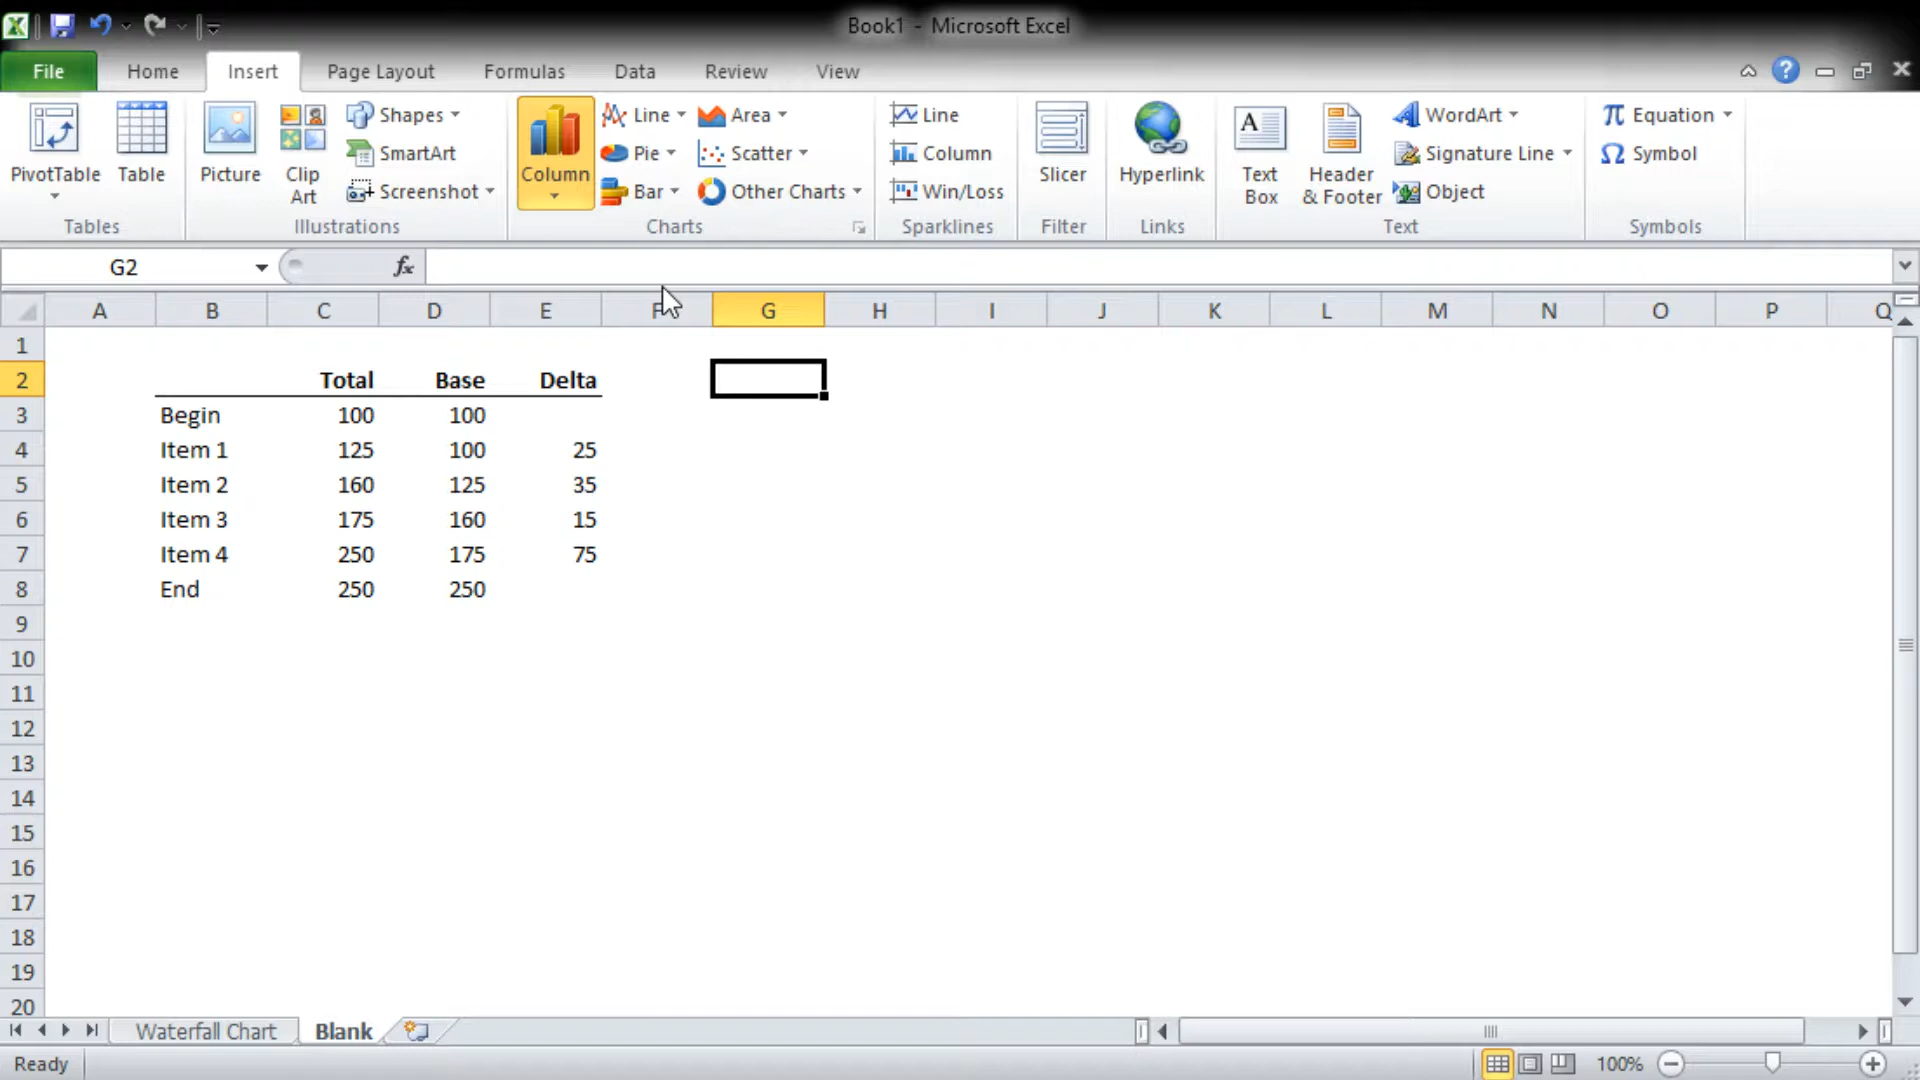 Book1 - Microsoft Excel
File Home Insert Page Layout Formulas Data Review View
PivotTable Table Picture Clip Art Shapes SmartArt Screenshot Column Line Pie Bar Area Scatter Other Charts Line Column Win/Loss Slicer Hyperlink Text Box Header & Footer WordArt Signature Line Object Equation Symbol
Tables Illustrations Charts Sparklines Filter Links Text Symbols
G2 fx
A B C D E F G H I J K L M N O P Q
1
2 Total Base Delta
3 Begin 100 100
4 Item 1 125 100 25
5 Item 2 160 125 35
6 Item 3 175 160 15
7 Item 4 250 175 75
8 End 250 250
9
10
11
12
13
14
15
16
17
18
19
20
Waterfall Chart Blank
Ready 100%